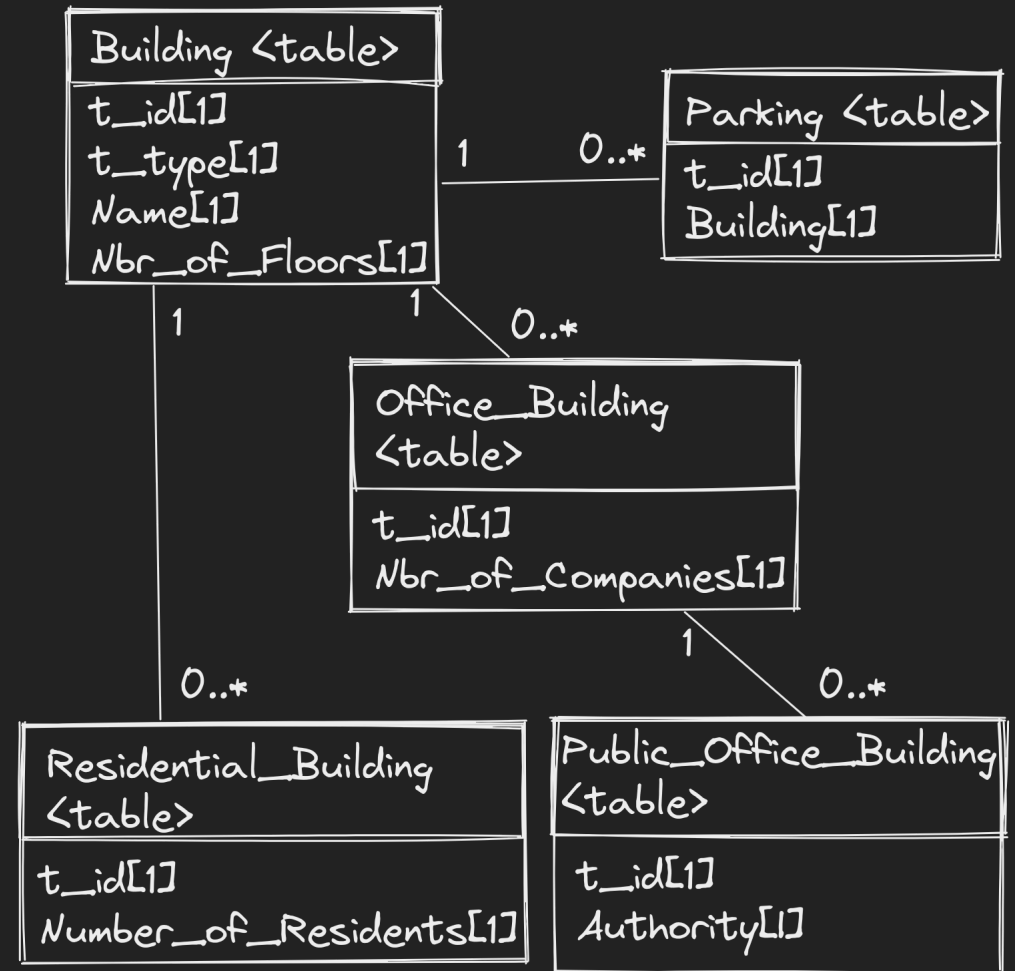 Building <table>
t_id[1]
t_type[1]
Name[1]
Nbr_of_Floors[1]
1
0..*
Parking <table>
t_id[1]
Building[1]
1
1
0..*
Office_Building
<table>
t_id[1]
Nbr_of_Companies[1]
1
0..*
0..*
Residential_Building
<table>
t_id[1]
Number_of_Residents[1]
Public_Office_Building
<table>
t_id[1]
Authority[1]